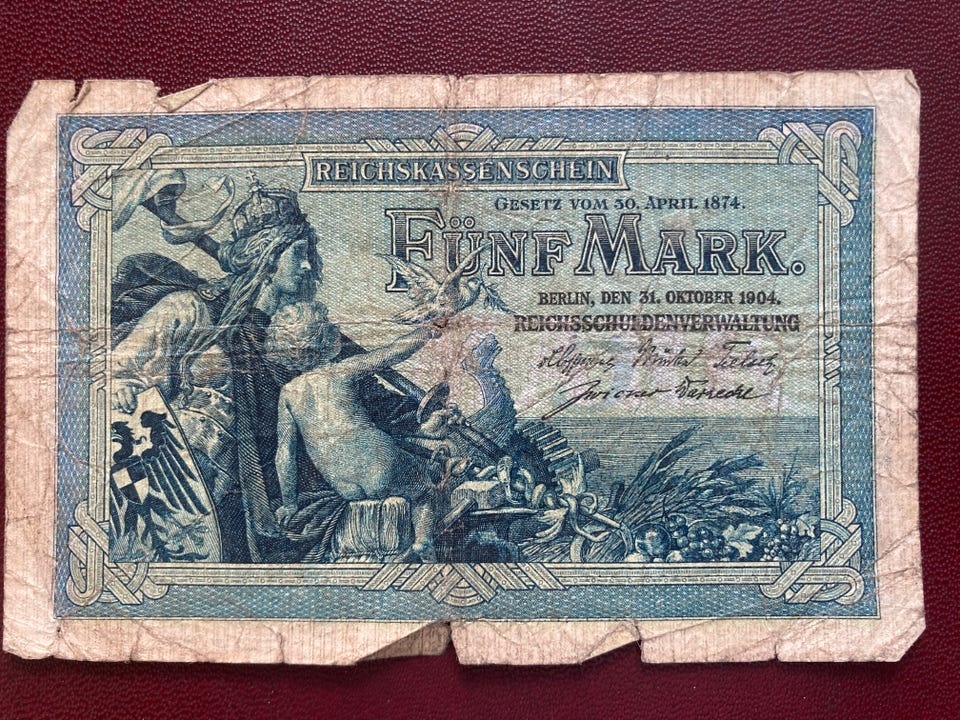 REICHSKASSENSCHEIN
GESETZ VOM 30. APRIL 1874.
FÜNF MARK.
BERLIN, DEN 31. OKTOBER 1904.
REICHSSCHULDENVERWALTUNG